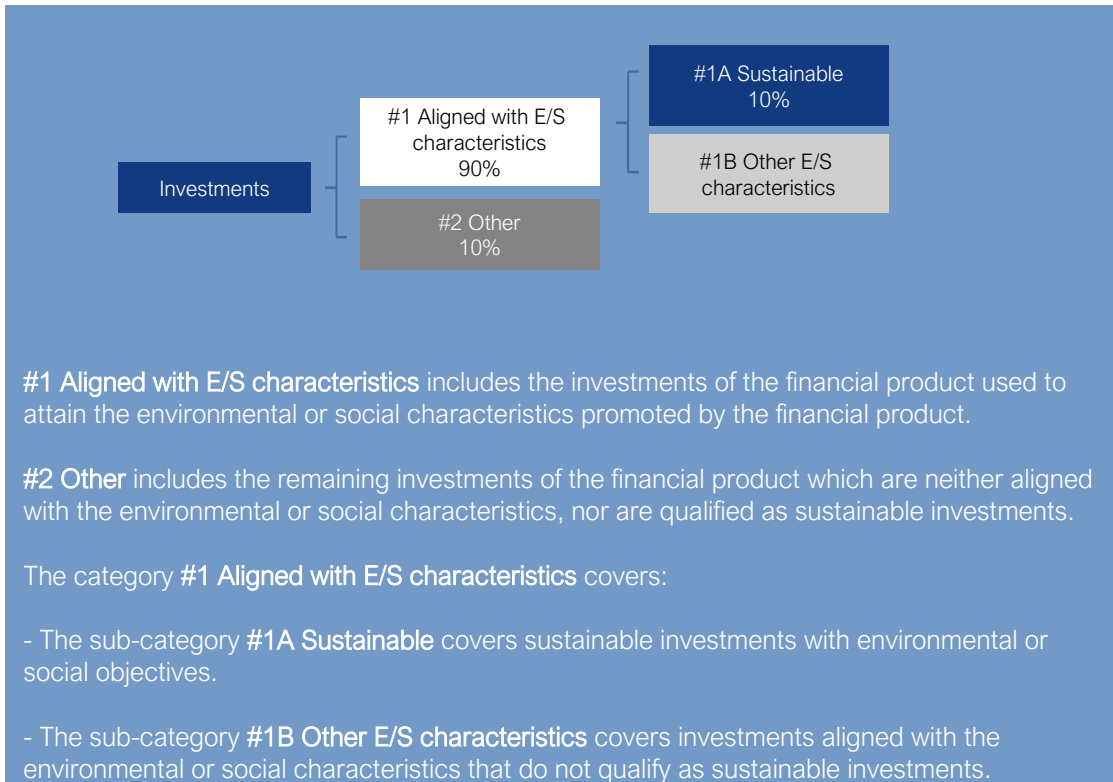 #1A Sustainable
10%
#1 Aligned with E/S
characteristics
90%
#1B Other E/S
characteristics
Investments
#2 Other
10%
#1 Aligned with E/S characteristics includes the investments of the financial product used to
attain the environmental or social characteristics promoted by the financial product.
#2 Other includes the remaining investments of the financial product which are neither aligned
with the environmental or social characteristics, nor are qualified as sustainable investments.
The category #1 Aligned with E/S characteristics covers:
- The sub-category #1A Sustainable covers sustainable investments with environmental or
social objectives.
- The sub-category #1B Other E/S characteristics covers investments aligned with the
environmental or social characteristics that do not qualify as sustainable investments.